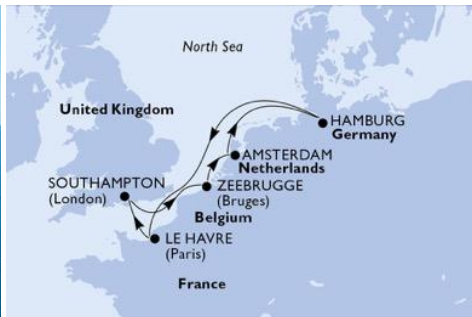 North Sea
United Kingdom
HAMBURG
Germany
AMSTERDAM
Netherlands
SOUTHAMPTON
(London)
ZEEBRUGGE
(Bruges)
Belgium
LE HAVRE
(Paris)
France